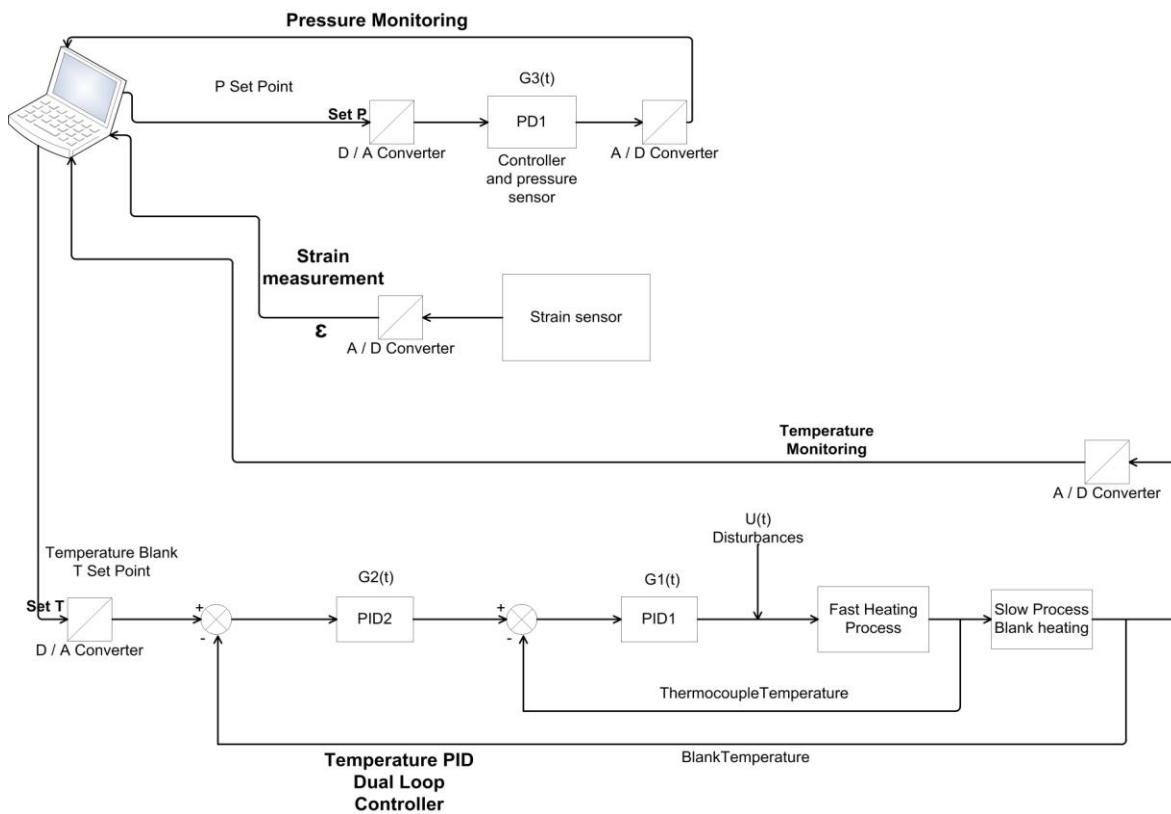 Pressure Monitoring
P Set Point
G3(t)
Set P
PD1
D / A Converter
Controller
and pressure
sensor
A / D Converter
Strain
measurement
ε
Strain sensor
A / D Converter
Temperature
Monitoring
A / D Converter
U(t)
Disturbances
Temperature Blank
T Set Point
G2(t)
G1(t)
Set T
+
-
PID2
+
-
PID1
Fast Heating
Process
Slow Process
Blank heating
D / A Converter
ThermocoupleTemperature
BlankTemperature
Temperature PID
Dual Loop
Controller